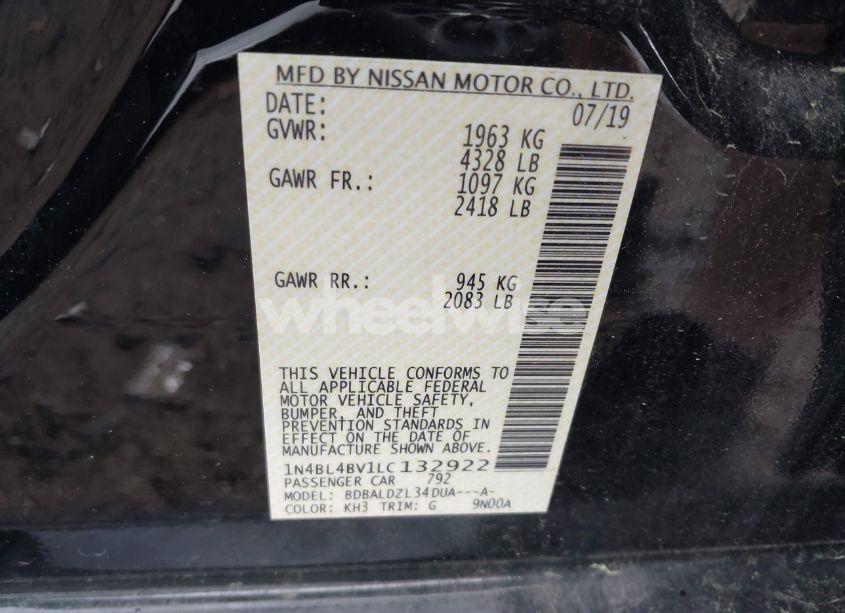 MFD BY NISSAN MOTOR CO., LTD.
DATE: 07/19
GVWR: 1963 KG
4328 LB
GAWR FR.: 1097 KG
2418 LB
GAWR RR.: 945 KG
2083 LB
wheelwise
THIS VEHICLE CONFORMS TO
ALL APPLICABLE FEDERAL
MOTOR VEHICLE SAFETY,
BUMPER, AND THEFT
PREVENTION STANDARDS IN
EFFECT ON THE DATE OF
MANUFACTURE SHOWN ABOVE.
1N4BL4BV1LC132922
PASSENGER CAR 792
MODEL: BDBALDZL34DUA---A-
COLOR: KH3 TRIM: G 9N00A